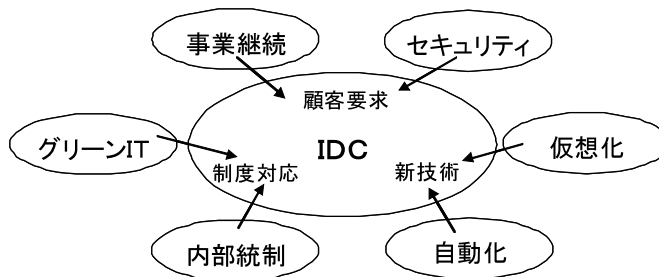 事業継続
セキュリティ
顧客要求
グリーンIT
IDC
仮想化
制度対応
新技術
内部統制
自動化